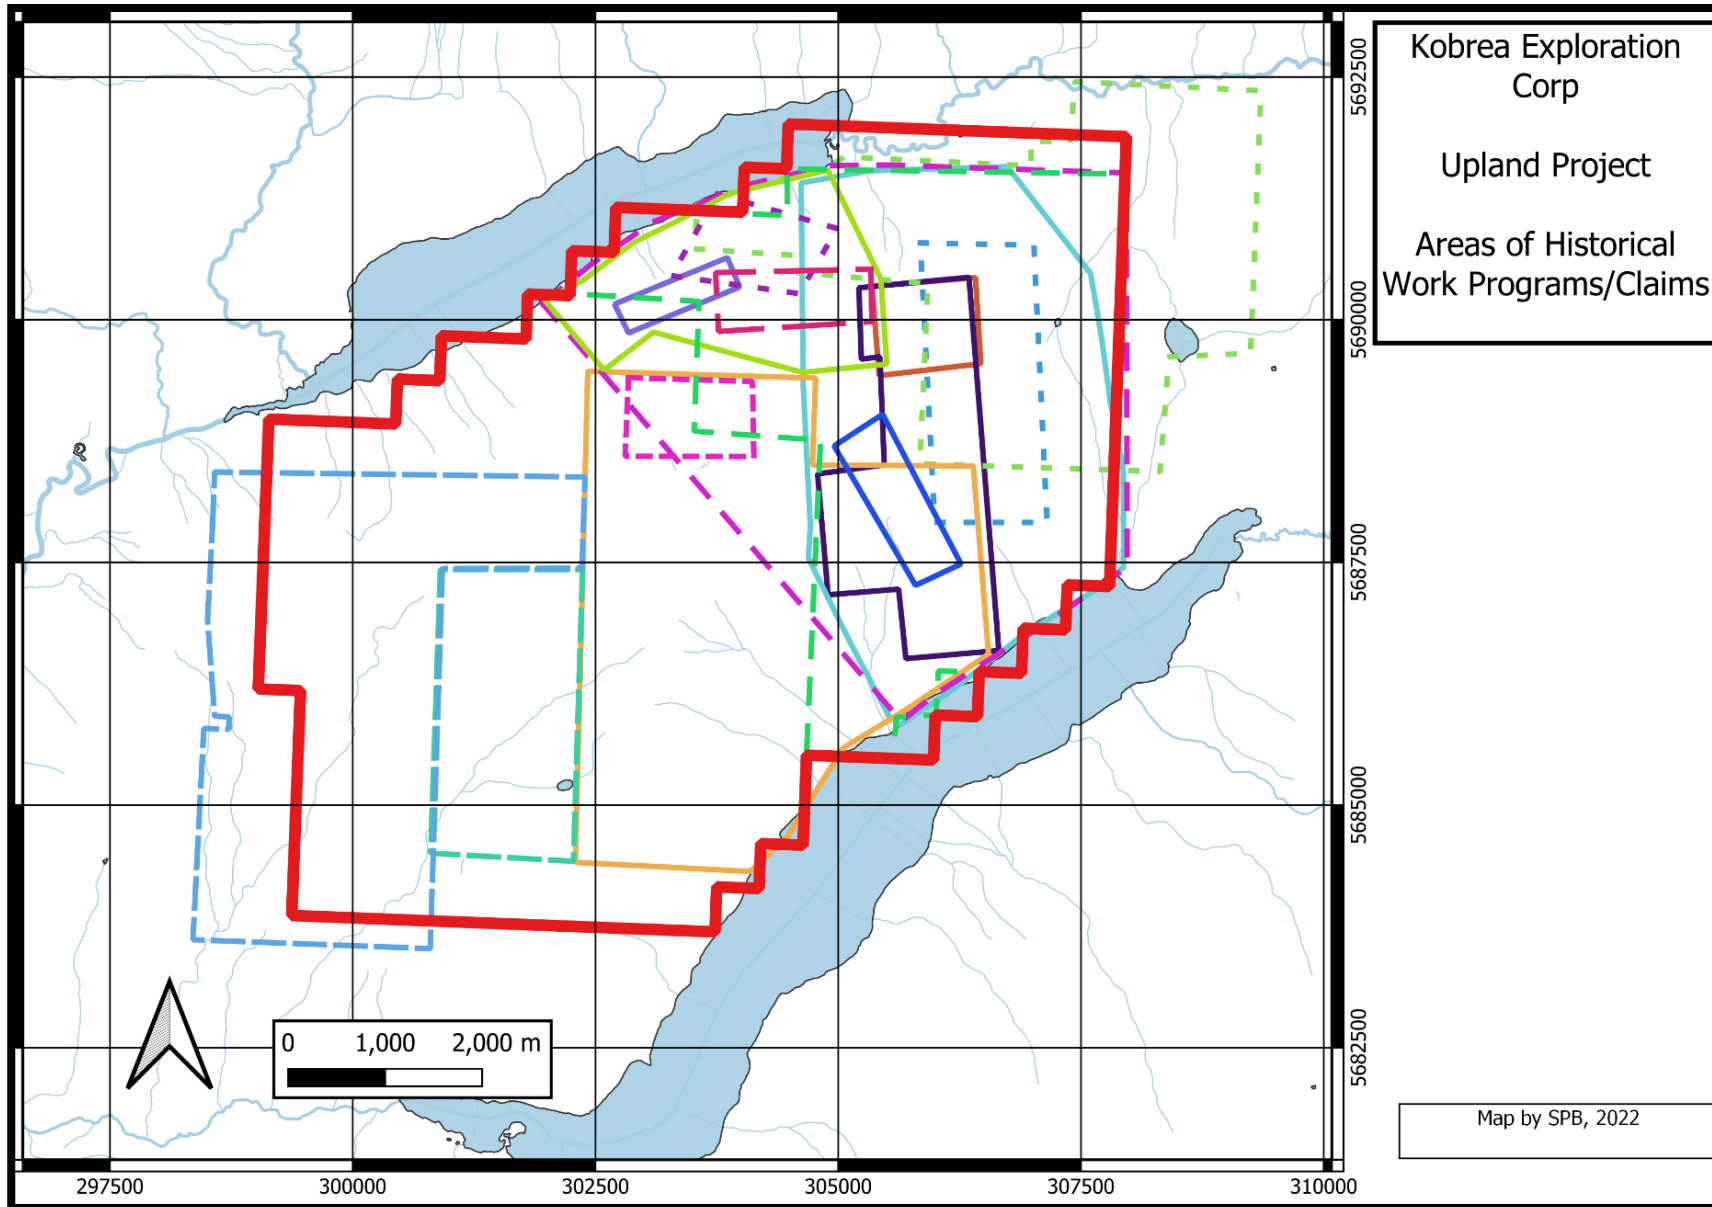 Kobrea Exploration
Corp
Upland Project
Areas of Historical
Work Programs/Claims
5692500
5690000
5687500
5685000
5682500
0 1,000 2,000 m
Map by SPB, 2022
297500 300000 302500 305000 307500 310000